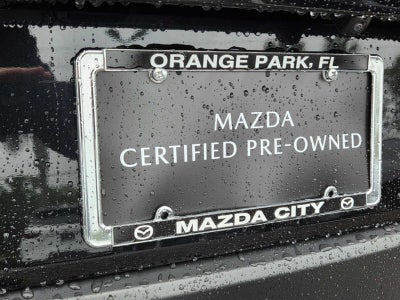 ORANGE PARK, FL
MAZDA
CERTIFIED PRE-OWNED
MAZDA CITY